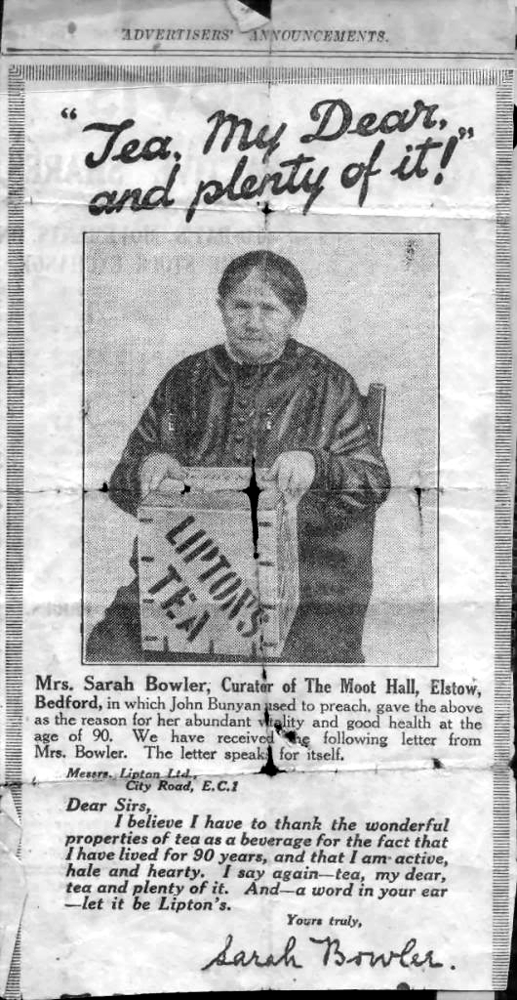 ADVERTISERS' ANNOUNCEMENTS.
"Tea, My Dear,
and plenty of it!"
LIPTON'S
TEA
Mrs. Sarah Bowler, Curator of The Moot Hall, Elstow,
Bedford, in which John Bunyan used to preach, gave the above
as the reason for her abundant vitality and good health at the
age of 90. We have received the following letter from
Mrs. Bowler. The letter speaks for itself.
Messrs. Lipton Ltd.,
City Road, E.C.1
Dear Sirs,
I believe I have to thank the wonderful
properties of tea as a beverage for the fact that
I have lived for 90 years, and that I am active,
hale and hearty. I say again—tea, my dear,
tea and plenty of it. And—a word in your ear
—let it be Lipton's.
Yours truly,
Sarah Bowler.